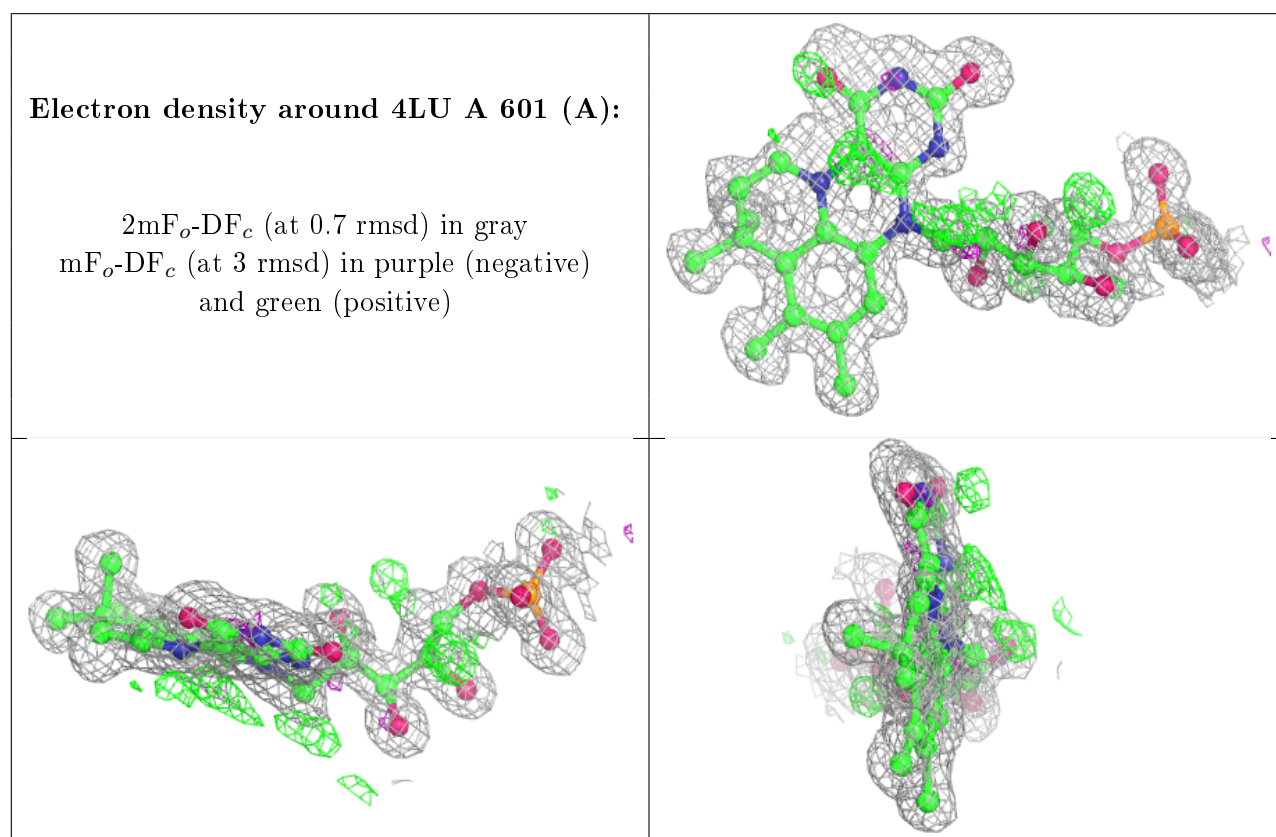 Electron density around 4LU A 601 (A):
2mFo-DFc (at 0.7 rmsd) in gray
mFo-DFc (at 3 rmsd) in purple (negative)
and green (positive)